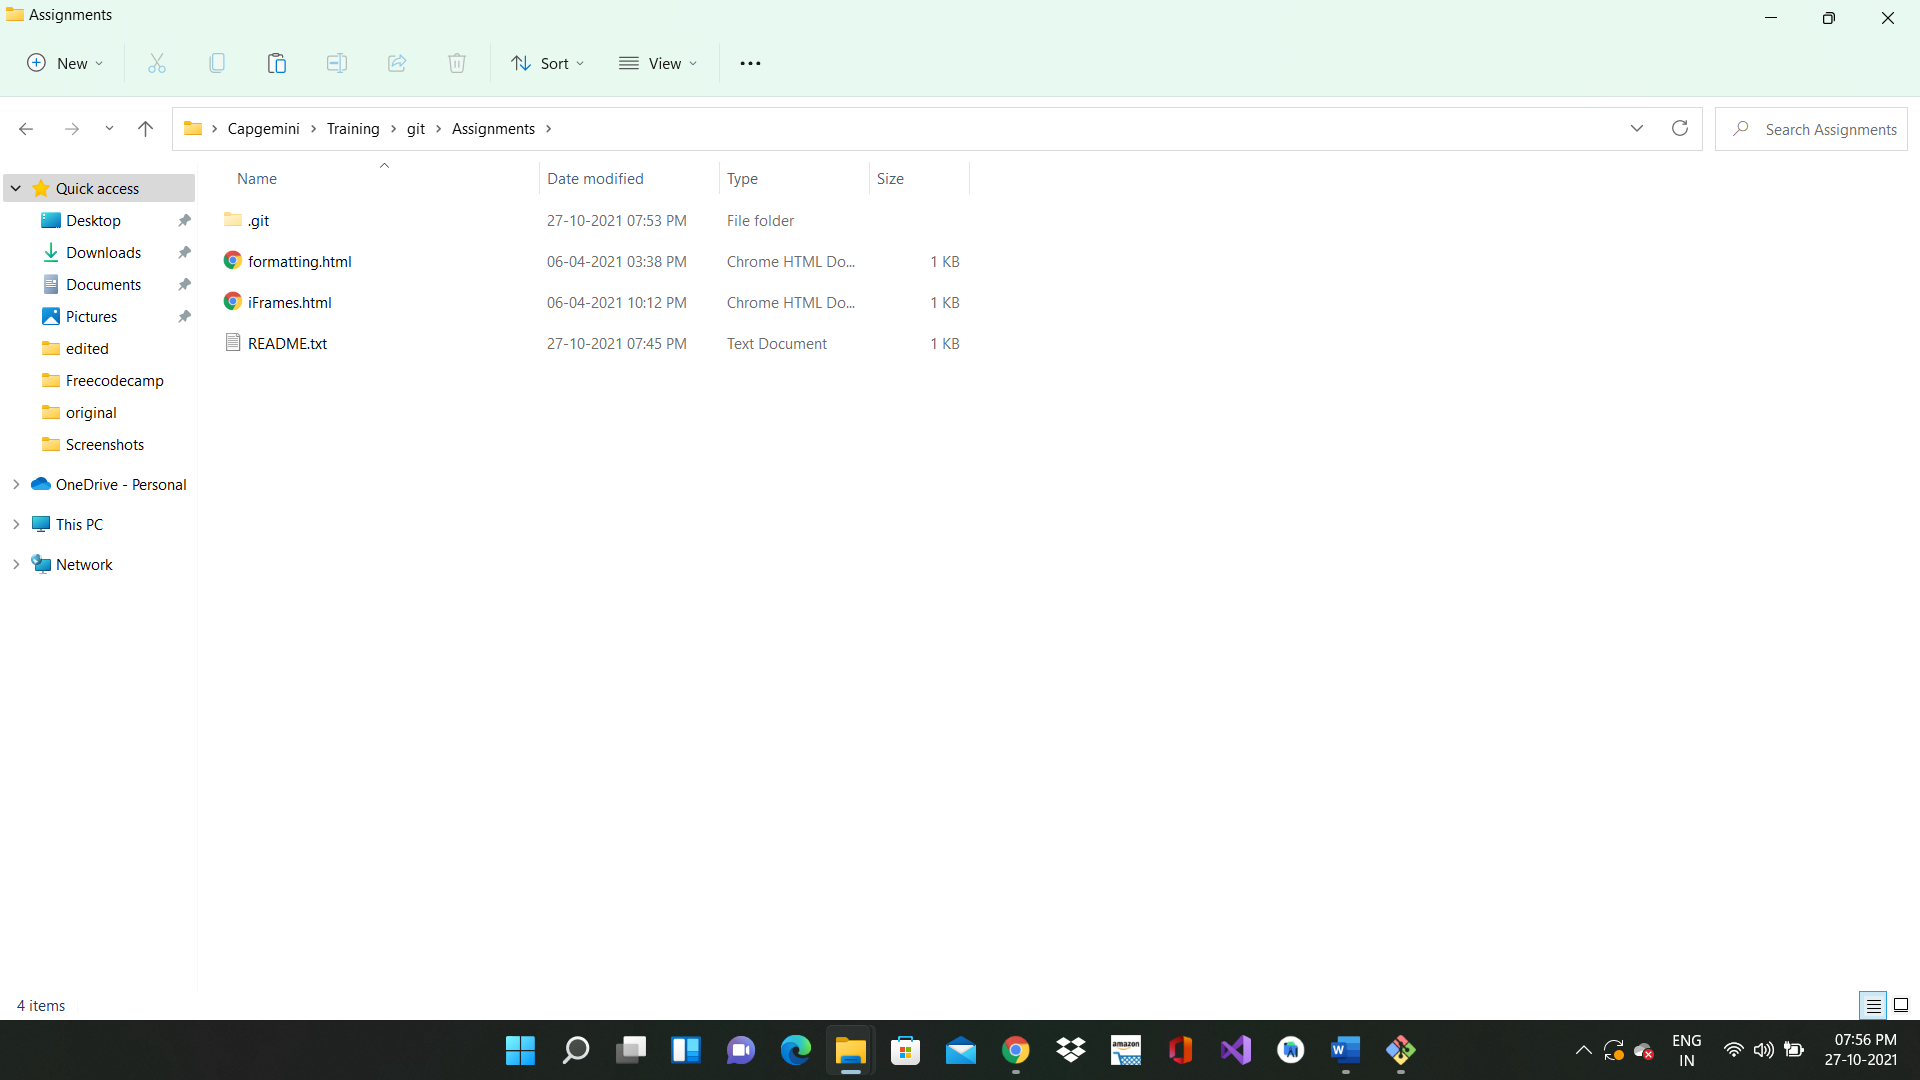 Assignments
New
Sort
View
Capgemini > Training > git > Assignments >
Search Assignments
Quick access
Desktop
Downloads
Documents
Pictures
edited
Freecodecamp
original
Screenshots
OneDrive - Personal
This PC
Network
Name Date modified Type Size
.git 27-10-2021 07:53 PM File folder
formatting.html 06-04-2021 03:38 PM Chrome HTML Do... 1 KB
iFrames.html 06-04-2021 10:12 PM Chrome HTML Do... 1 KB
README.txt 27-10-2021 07:45 PM Text Document 1 KB
4 items
amazon
W
ENG
IN
07:56 PM
27-10-2021